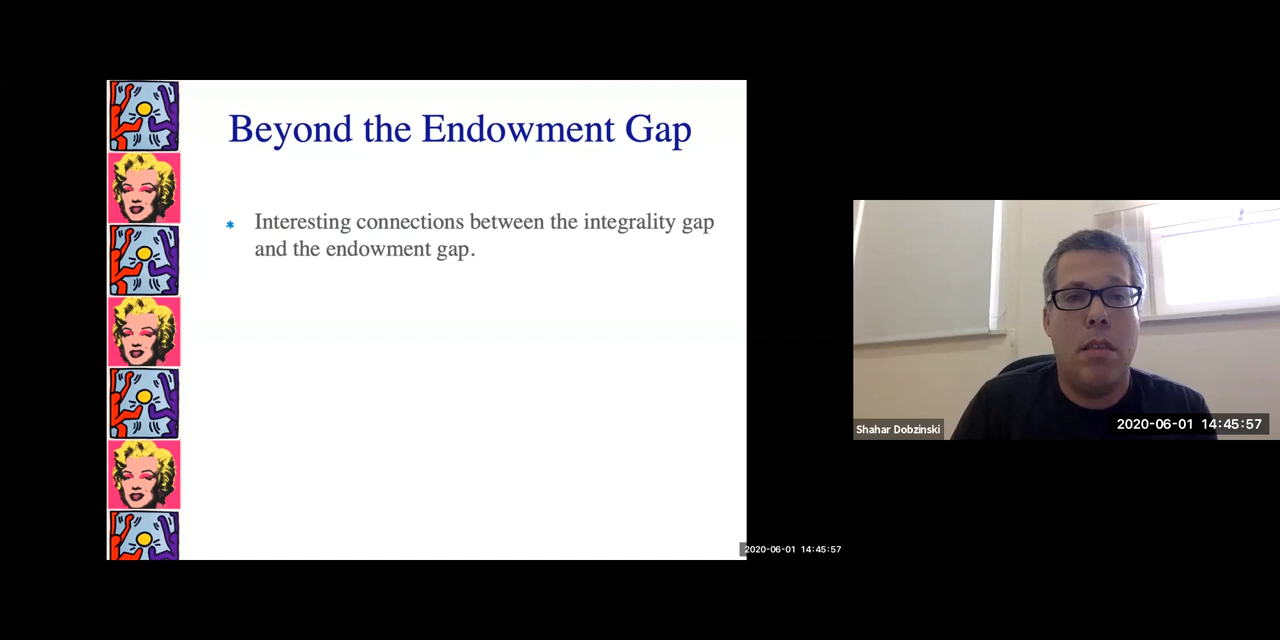 Beyond the Endowment Gap
* Interesting connections between the integrality gap
and the endowment gap.
Shahar Dobzinski
2020-06-01 14:45:57
2020-06-01 14:45:57